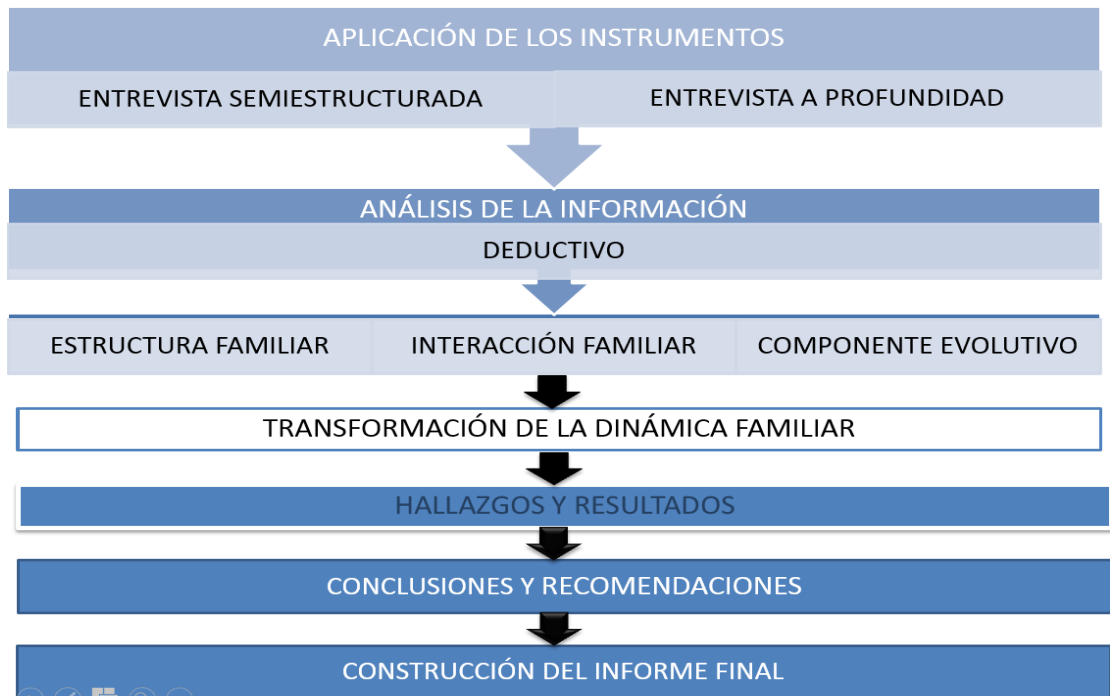 APLICACIÓN DE LOS INSTRUMENTOS
ENTREVISTA SEMIESTRUCTURADA
ENTREVISTA A PROFUNDIDAD
ANÁLISIS DE LA INFORMACIÓN
DEDUCTIVO
ESTRUCTURA FAMILIAR
INTERACCIÓN FAMILIAR
COMPONENTE EVOLUTIVO
TRANSFORMACIÓN DE LA DINÁMICA FAMILIAR
HALLAZGOS Y RESULTADOS
CONCLUSIONES Y RECOMENDACIONES
CONSTRUCCIÓN DEL INFORME FINAL